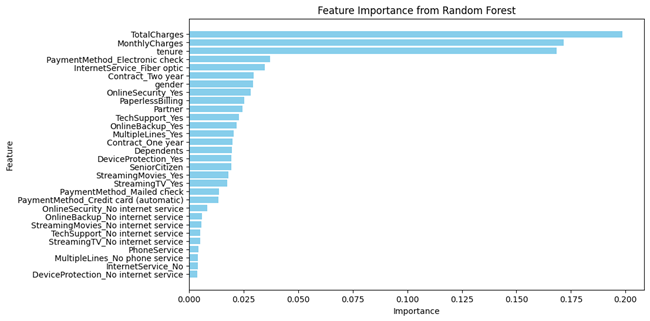 Feature Importance from Random Forest
TotalCharges
MonthlyCharges
tenure
PaymentMethod_Electronic check
InternetService_Fiber optic
Contract_Two year
gender
OnlineSecurity_Yes
PaperlessBilling
Partner
TechSupport_Yes
OnlineBackup_Yes
MultipleLines_Yes
Contract_One year
Dependents
DeviceProtection_Yes
SeniorCitizen
StreamingMovies_Yes
StreamingTV_Yes
PaymentMethod_Mailed check
PaymentMethod_Credit card (automatic)
OnlineSecurity_No internet service
OnlineBackup_No internet service
StreamingMovies_No internet service
TechSupport_No internet service
StreamingTV_No internet service
PhoneService
MultipleLines_No phone service
InternetService_No
DeviceProtection_No internet service
Feature
0.000 0.025 0.050 0.075 0.100 0.125 0.150 0.175 0.200
Importance